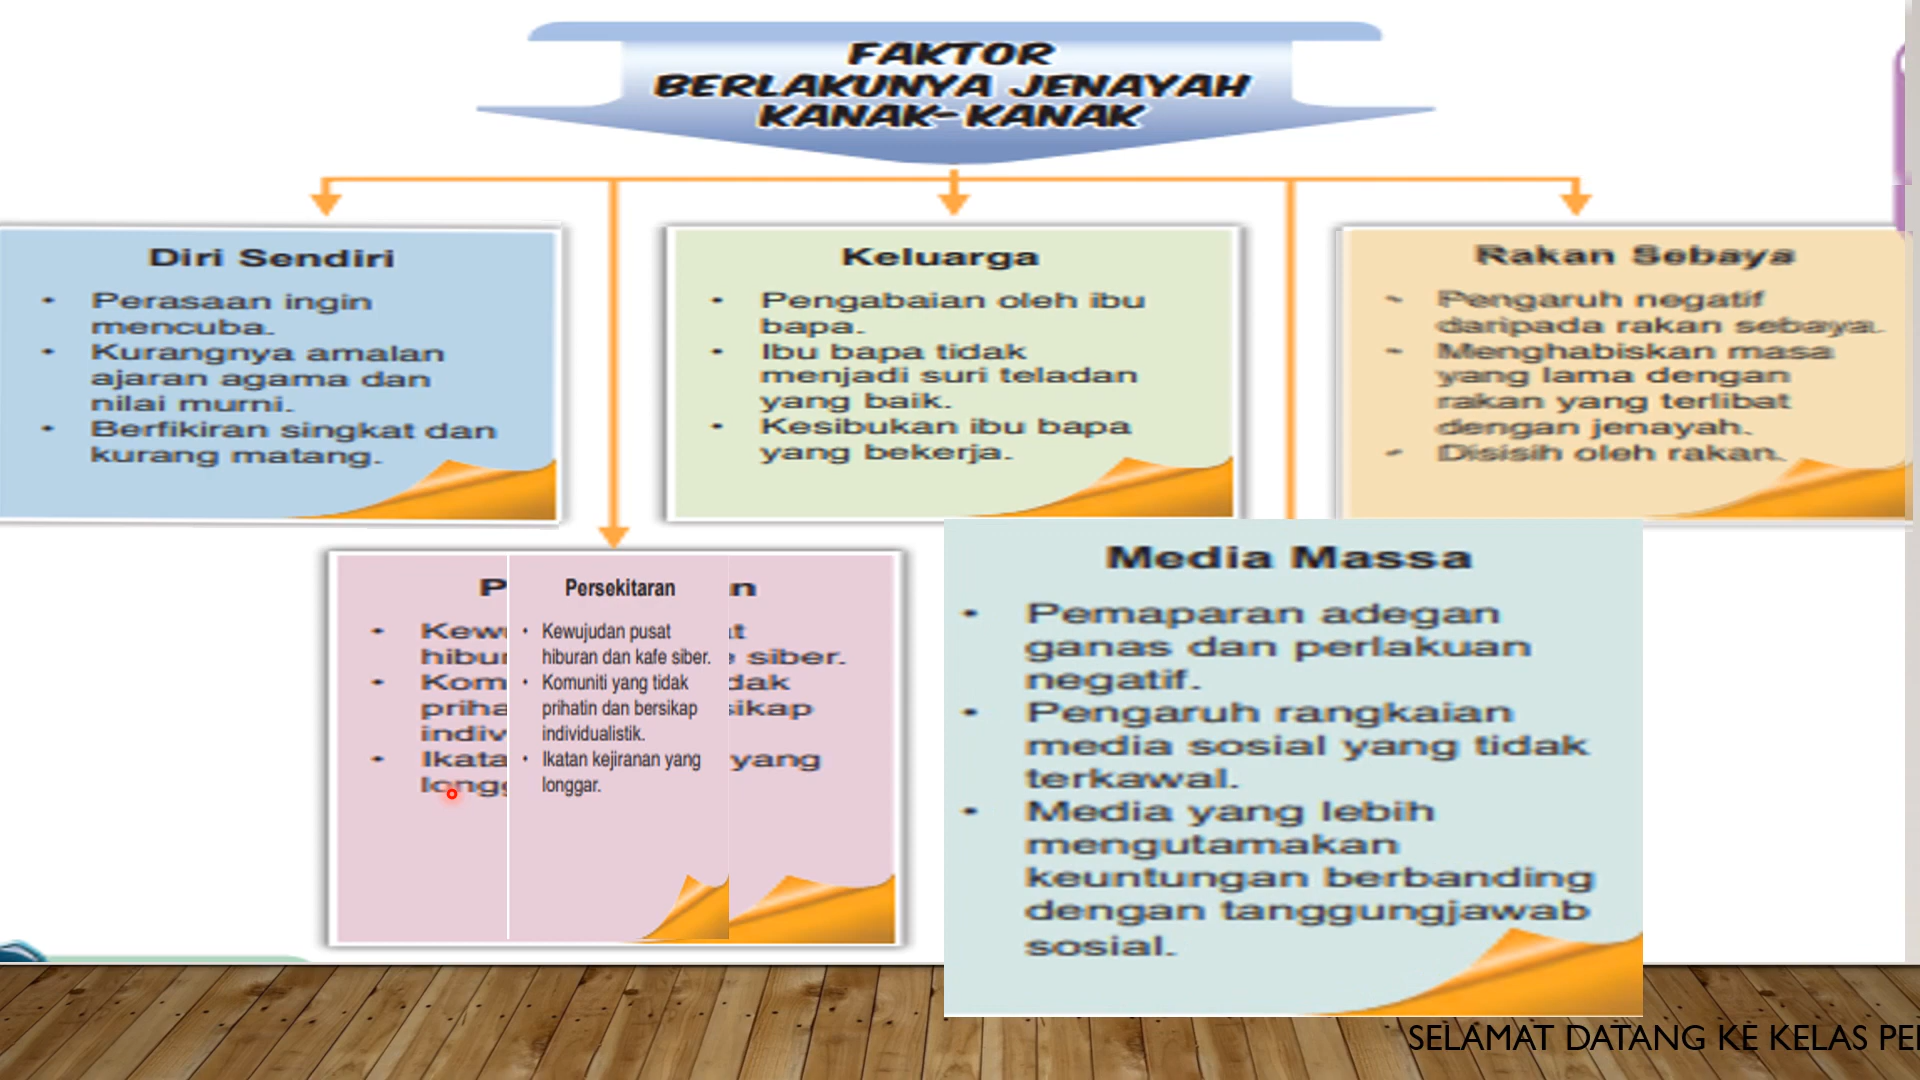 FAKTOR
BERLAKUNYA JENAYAH
KANAK-KANAK
Diri Sendiri
• Perasaan ingin
mencuba.
• Kurangnya amalan
ajaran agama dan
nilai murni.
• Berfikiran singkat dan
kurang matang.
Keluarga
• Pengabaian oleh ibu
bapa.
• Ibu bapa tidak
menjadi suri teladan
yang baik.
• Kesibukan ibu bapa
yang bekerja.
Rakan Sebaya
• Pengaruh negatif
daripada rakan sebaya.
• Menghabiskan masa
yang lama dengan
rakan yang terlibat
dengan jenayah.
• Disisih oleh rakan.
Persekitaran
• Kewujudan pusat
hiburan dan kafe siber.
• Komuniti yang tidak
prihatin dan bersikap
individualistik.
• Ikatan kejiranan yang
longgar.
Media Massa
• Pemaparan adegan
ganas dan perlakuan
negatif.
• Pengaruh rangkaian
media sosial yang tidak
terkawal.
• Media yang lebih
mengutamakan
keuntungan berbanding
dengan tanggungjawab
sosial.
SELAMAT DATANG KE KELAS